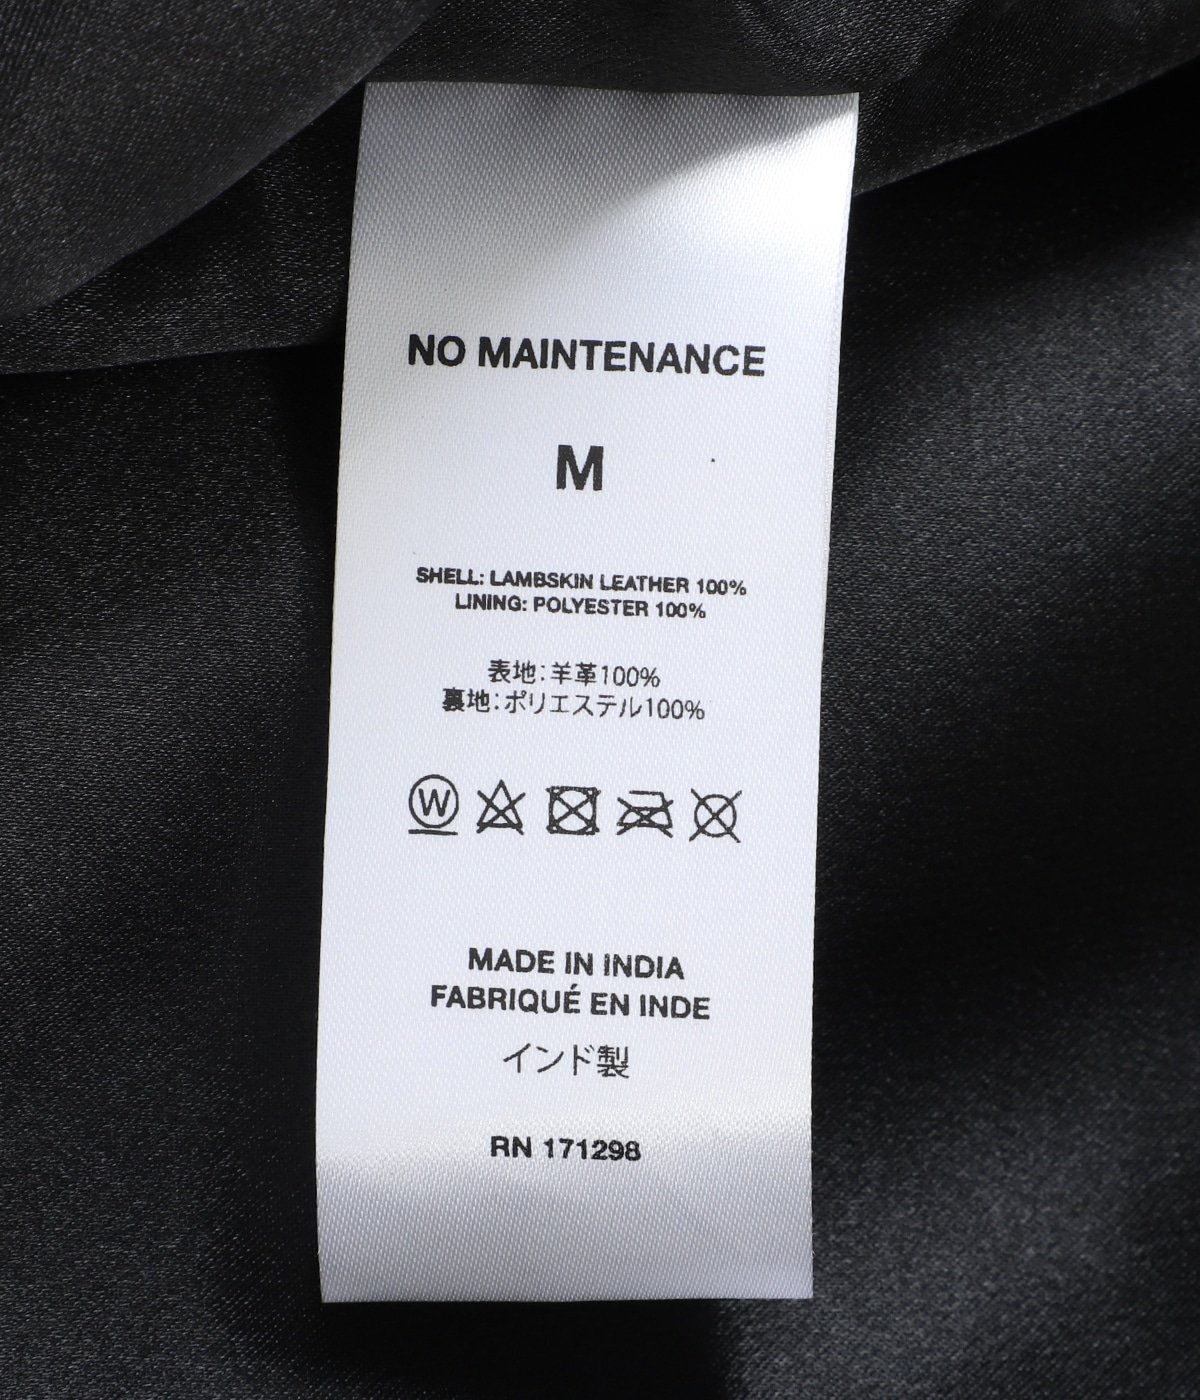 NO MAINTENANCE
M
SHELL: LAMBSKIN LEATHER 100%
LINING: POLYESTER 100%
表地:羊革100%
裏地:ポリエステル100%
W
MADE IN INDIA
FABRIQUÉ EN INDE
インド製
RN 171298